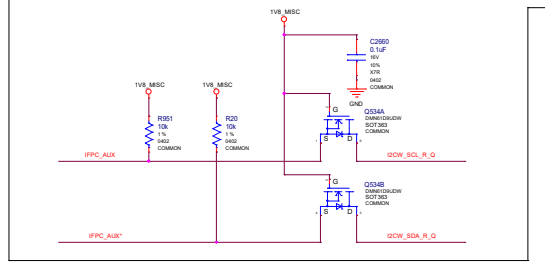 1V8_MISC
C2660
0.1uF
16V
10%
X7R
0402
COMMON
GND
1V8_MISC
1V8_MISC
R951
10k
1 %
0402
COMMON
R20
10k
1 %
0402
COMMON
G
Q534A
DMN61D9UDW
SOT363
COMMON
S
D
IFPC_AUX
I2CW_SCL_R_Q
G
Q534B
DMN61D9UDW
SOT363
COMMON
S
D
IFPC_AUX*
I2CW_SDA_R_Q